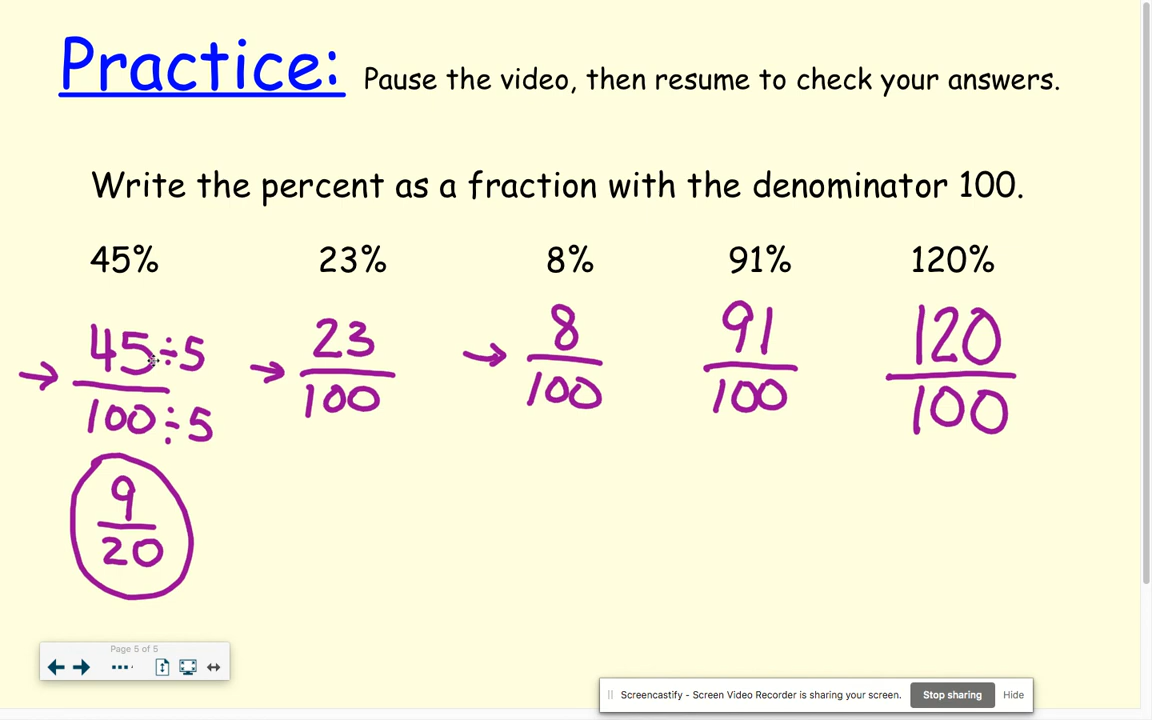 Practice: Pause the video, then resume to check your answers.
Write the percent as a fraction with the denominator 100.
45% 23% 8% 91% 120%
45÷5 23 8 91 120
→ → →
100÷5 100 100 100 100
9
20
Page 5 of 5
Screencastify - Screen Video Recorder is sharing your screen. Stop sharing Hide